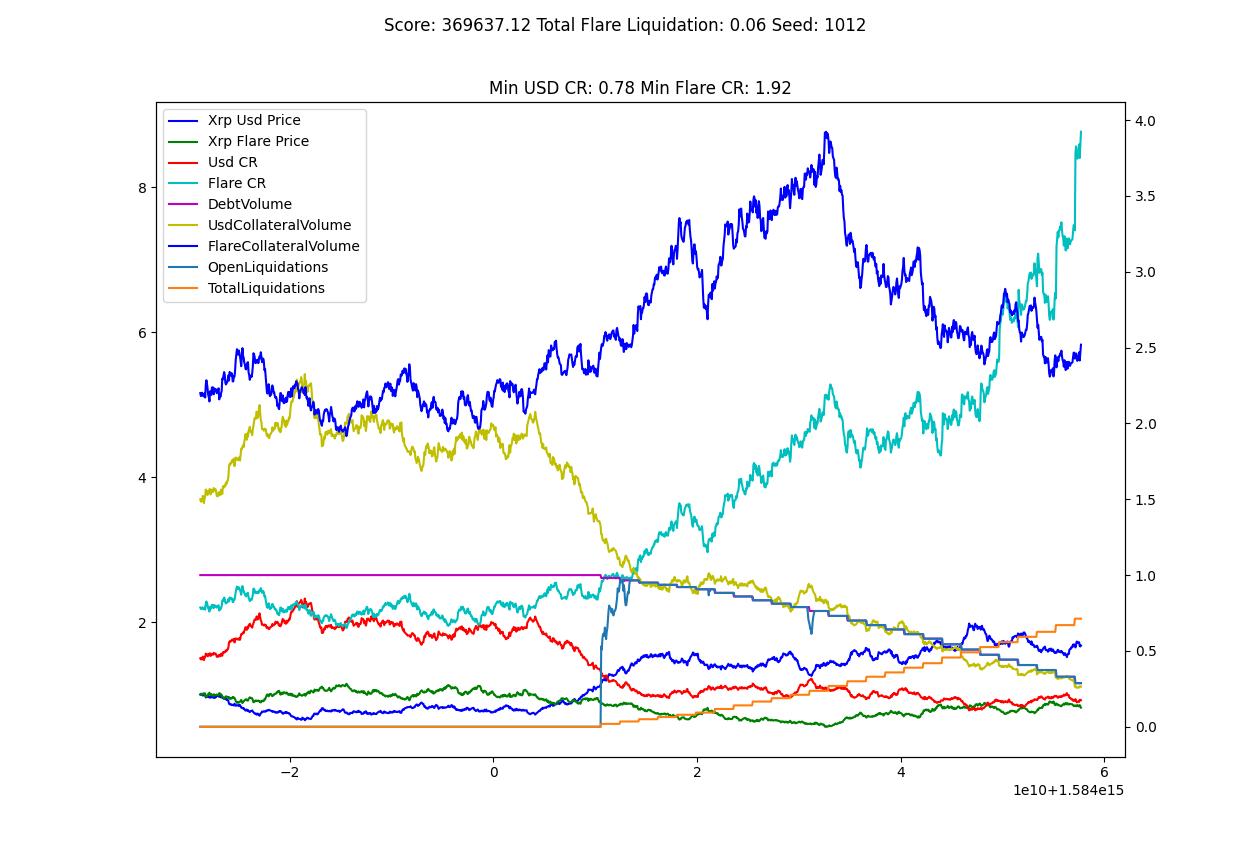 Score: 369637.12 Total Flare Liquidation: 0.06 Seed: 1012
Min USD CR: 0.78 Min Flare CR: 1.92
Xrp Usd Price
Xrp Flare Price
Usd CR
Flare CR
DebtVolume
UsdCollateralVolume
FlareCollateralVolume
OpenLiquidations
TotalLiquidations
8
6
4
2
4.0
3.5
3.0
2.5
2.0
1.5
1.0
0.5
0.0
−2 0 2 4 6
1e10+1.584e15